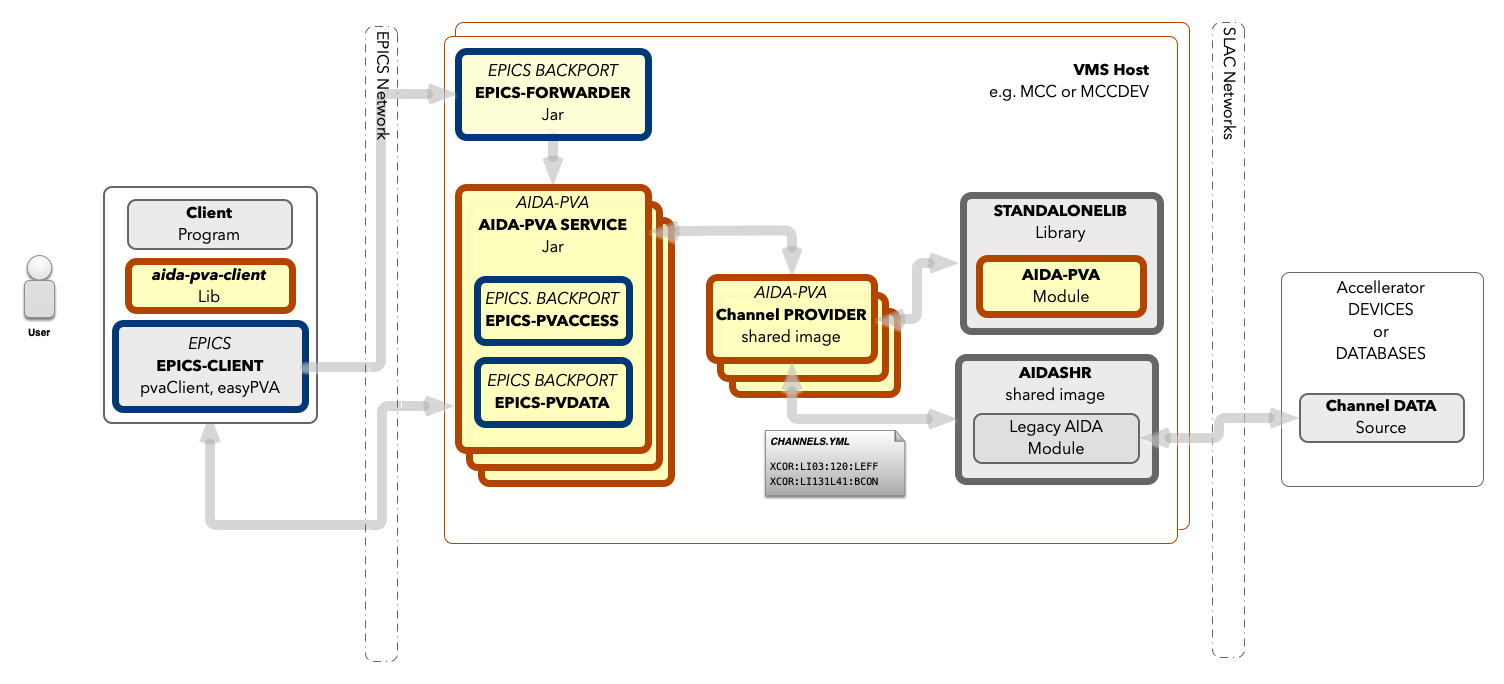 User
Client
Program
aida-pva-client
Lib
EPICS
EPICS-CLIENT
pvaClient, easyPVA
EPICS Network
EPICS BACKPORT
EPICS-FORWARDER
Jar
VMS Host
e.g. MCC or MCCDEV
AIDA-PVA
AIDA-PVA SERVICE
Jar
EPICS. BACKPORT
EPICS-PVACCESS
EPICS BACKPORT
EPICS-PVDATA
AIDA-PVA
Channel PROVIDER
shared image
CHANNELS.YML
XCOR:LI03:120:LEFF
XCOR:LI131L41:BCON
STANDALONELIB
Library
AIDA-PVA
Module
AIDASHR
shared image
Legacy AIDA
Module
SLAC Networks
Accellerator
DEVICES
or
DATABASES
Channel DATA
Source